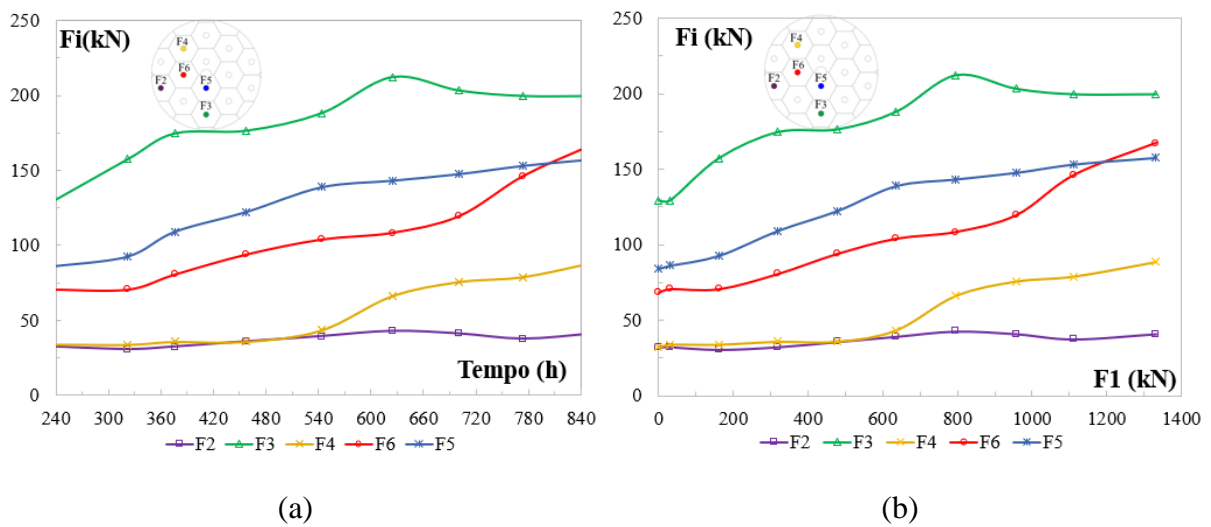 Fi(kN)
F4
F6
F2
F5
F3
250
200
150
100
50
0
Tempo (h)
240 300 360 420 480 540 600 660 720 780 840
F2 F3 F4 F6 F5
(a)
Fi (kN)
F4
F6
F2
F5
F3
250
200
150
100
50
0
F1 (kN)
0 200 400 600 800 1000 1200 1400
F2 F3 F4 F6 F5
(b)